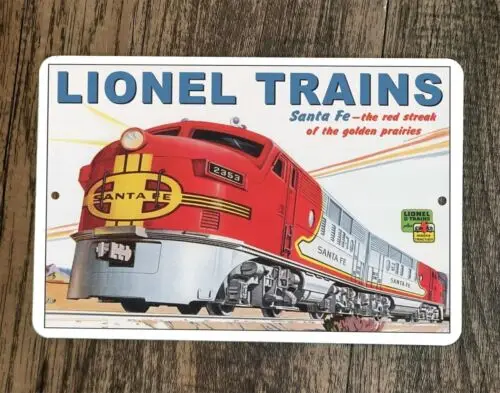 LIONEL TRAINS
Santa Fe—the red streak
of the golden prairies
2353
SANTA FE
SANTA FE
SANTA FE
LIONEL
TRAINS